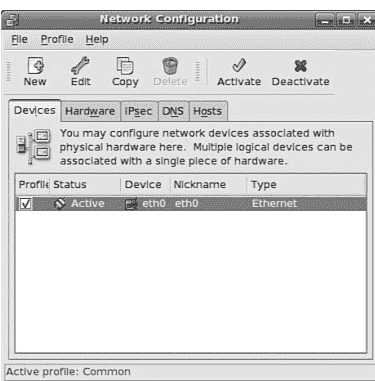 Network Configuration
File Profile Help
New Edit Copy Delete Activate Deactivate
Devices Hardware IPsec DNS Hosts
You may configure network devices associated with
physical hardware here. Multiple logical devices can be
associated with a single piece of hardware.
Profile Status Device Nickname Type
Active eth0 eth0 Ethernet
Active profile: Common